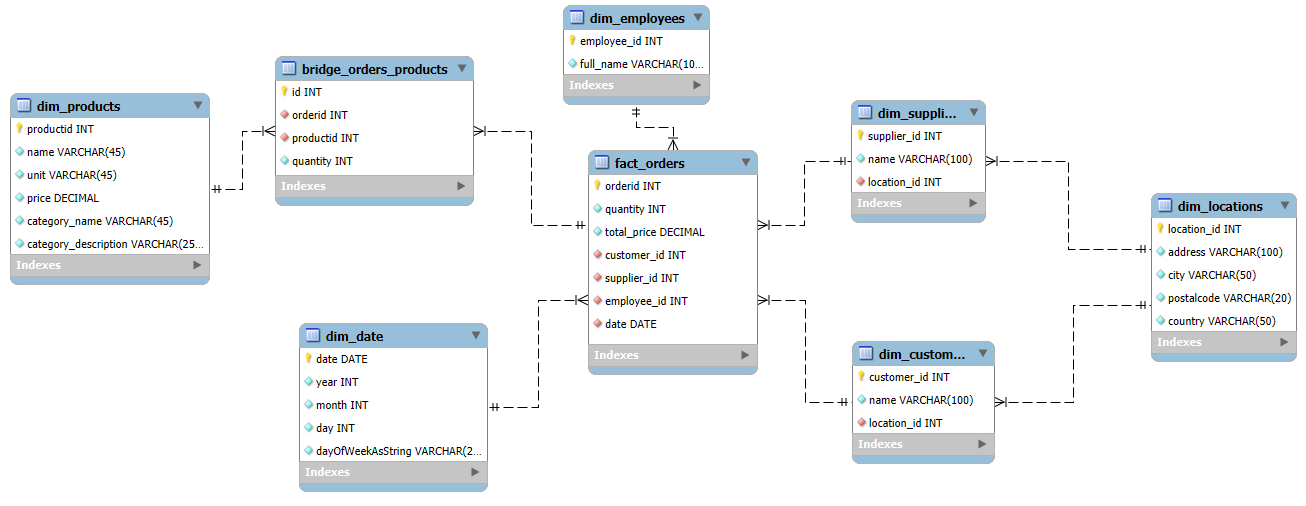 dim_employees
employee_id INT
full_name VARCHAR(10...
Indexes
bridge_orders_products
id INT
orderid INT
productid INT
quantity INT
Indexes
dim_products
productid INT
name VARCHAR(45)
unit VARCHAR(45)
price DECIMAL
category_name VARCHAR(45)
category_description VARCHAR(25...
Indexes
fact_orders
orderid INT
quantity INT
total_price DECIMAL
customer_id INT
supplier_id INT
employee_id INT
date DATE
Indexes
dim_suppli...
supplier_id INT
name VARCHAR(100)
location_id INT
Indexes
dim_locations
location_id INT
address VARCHAR(100)
city VARCHAR(50)
postalcode VARCHAR(20)
country VARCHAR(50)
Indexes
dim_date
date DATE
year INT
month INT
day INT
dayOfWeekAsString VARCHAR(2...
Indexes
dim_custom...
customer_id INT
name VARCHAR(100)
location_id INT
Indexes